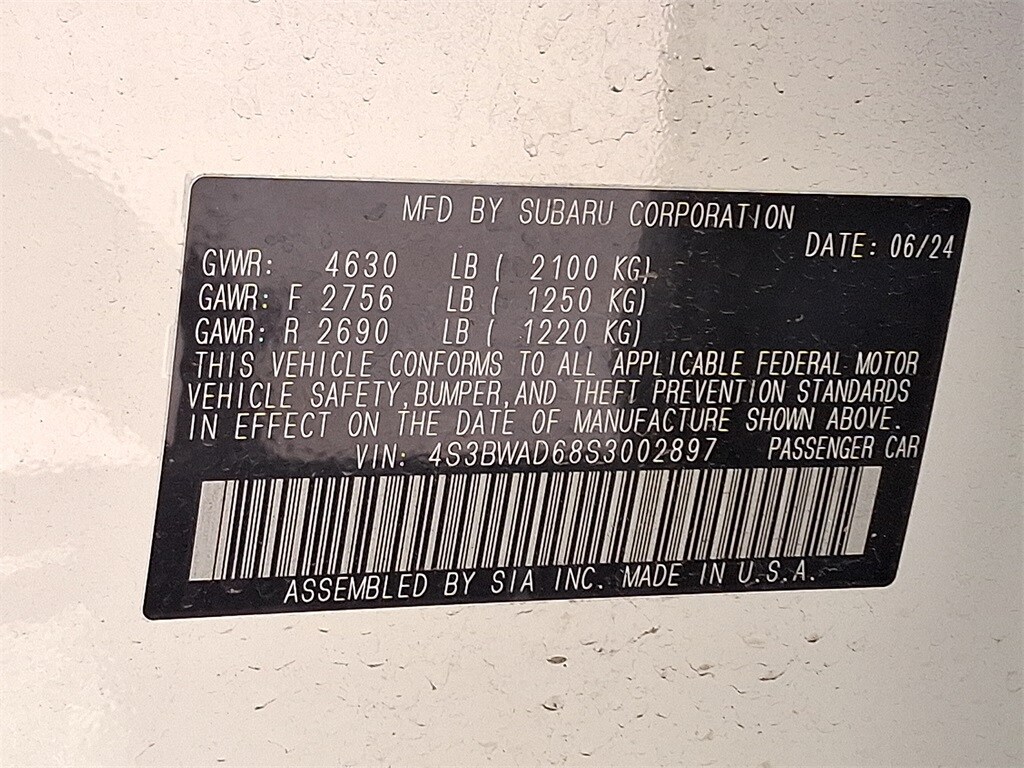 MFD BY SUBARU CORPORATION
DATE: 06/24
GVWR: 4630 LB ( 2100 KG)
GAWR: F 2756 LB ( 1250 KG)
GAWR: R 2690 LB ( 1220 KG)
THIS VEHICLE CONFORMS TO ALL APPLICABLE FEDERAL MOTOR
VEHICLE SAFETY,BUMPER,AND THEFT PREVENTION STANDARDS
IN EFFECT ON THE DATE OF MANUFACTURE SHOWN ABOVE.
VIN: 4S3BWAD68S3002897 PASSENGER CAR
ASSEMBLED BY SIA INC. MADE IN U.S.A.